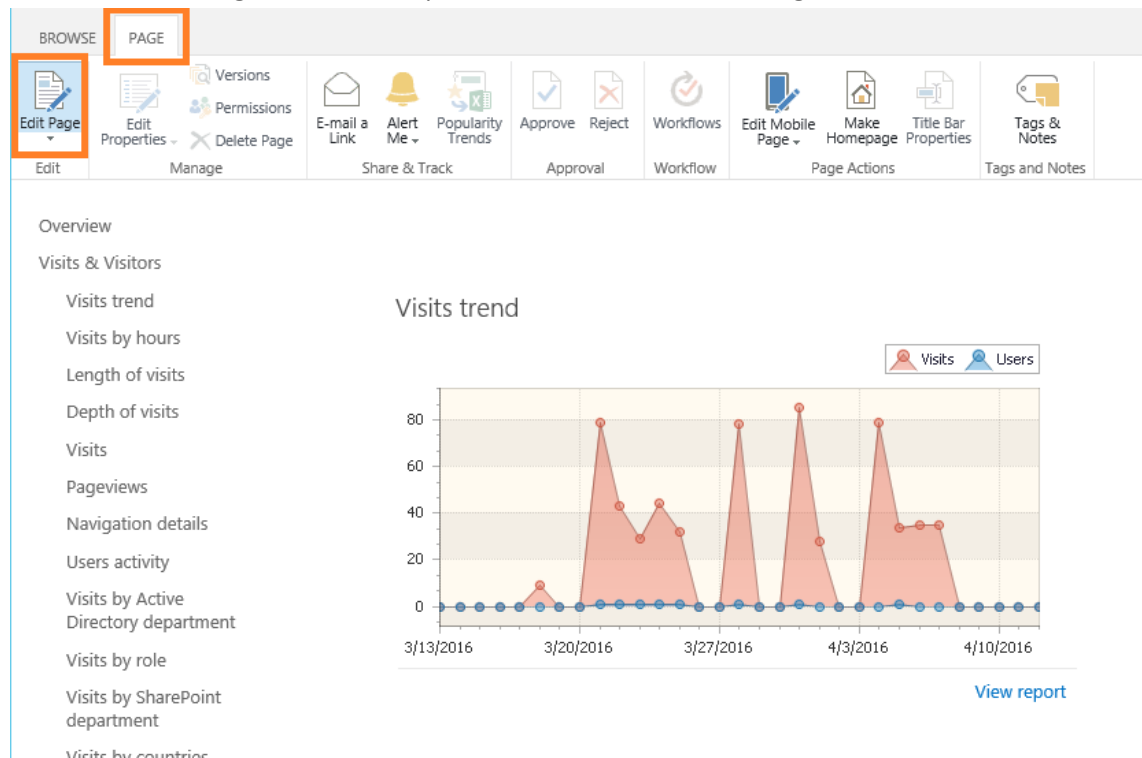 BROWSE PAGE
Edit Page
Edit
Properties
Versions
Permissions
Delete Page
E-mail a
Link
Alert
Me
Popularity
Trends
Approve
Reject
Workflows
Edit Mobile
Page
Make
Homepage
Title Bar
Properties
Tags &
Notes
Edit
Manage
Share & Track
Approval
Workflow
Page Actions
Tags and Notes
Overview
Visits & Visitors
Visits trend
Visits by hours
Length of visits
Depth of visits
Visits
Pageviews
Navigation details
Users activity
Visits by Active
Directory department
Visits by role
Visits by SharePoint
department
Visits by countries
Visits trend
Visits Users
80
60
40
20
0
3/13/2016 3/20/2016 3/27/2016 4/3/2016 4/10/2016
View report